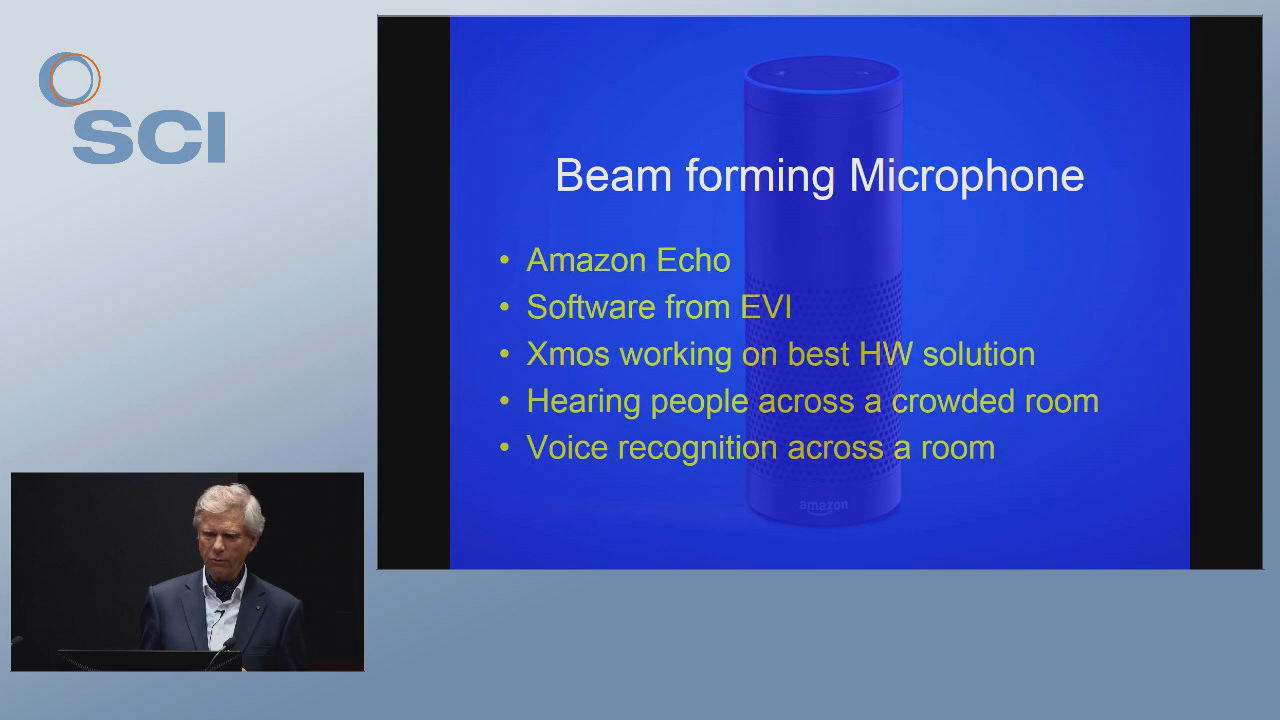 SCI
Beam forming Microphone
• Amazon Echo
• Software from EVI
• Xmos working on best HW solution
• Hearing people across a crowded room
• Voice recognition across a room
amazon